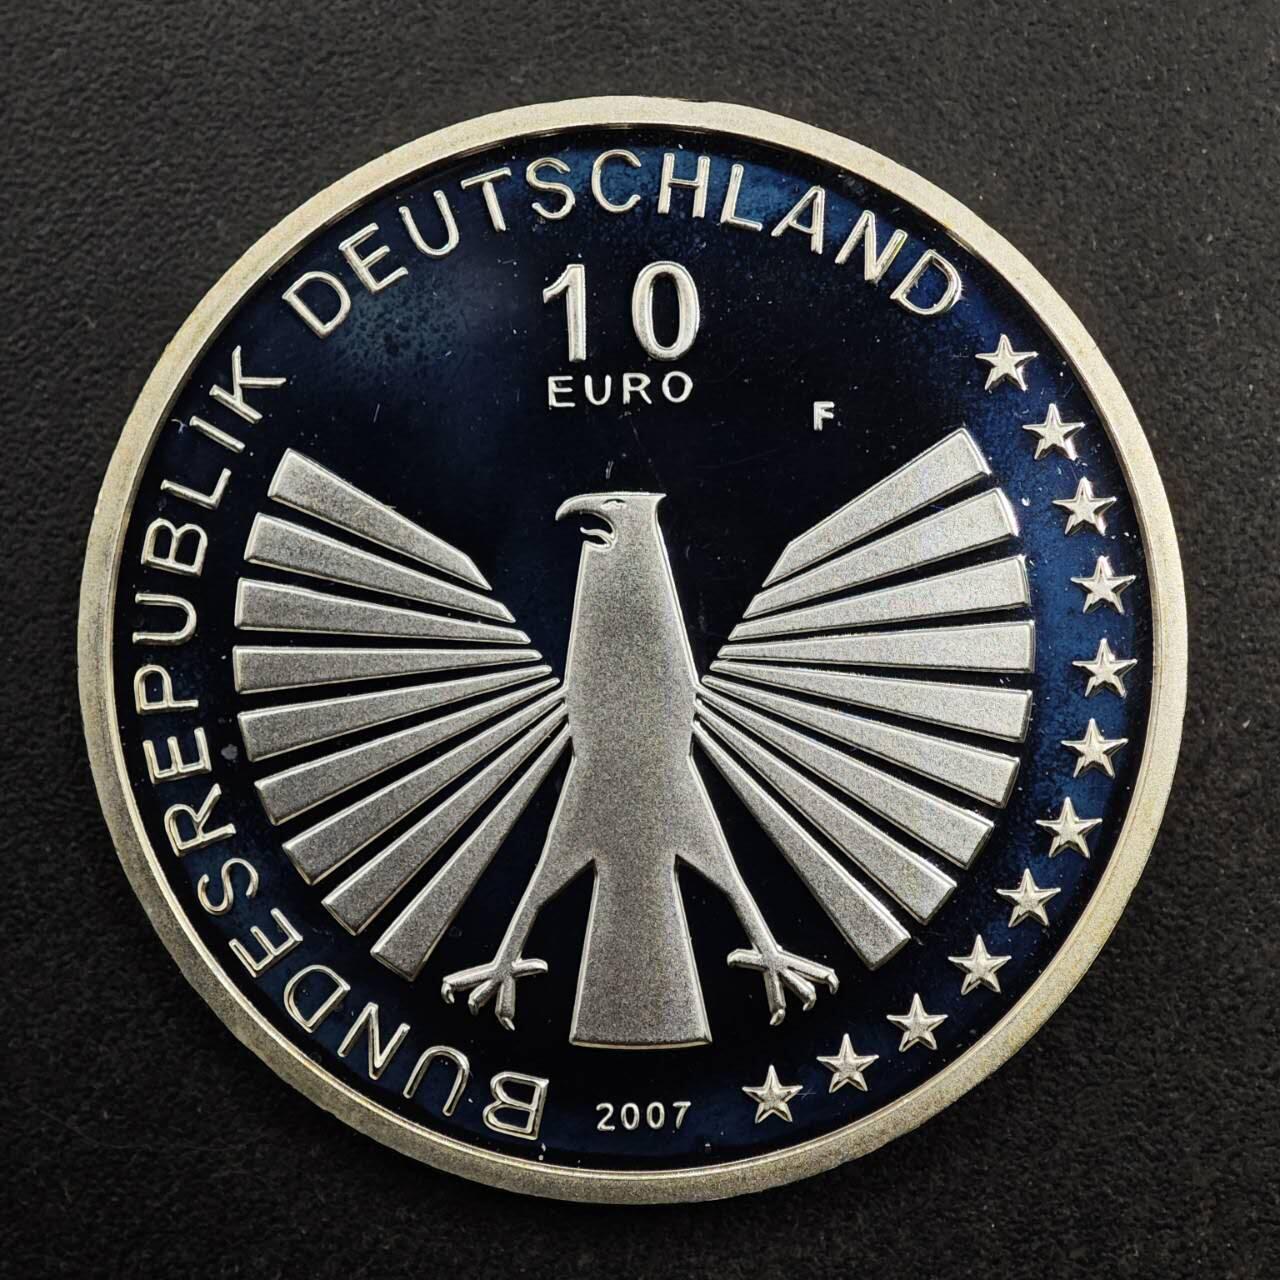 BUNDESREPUBLIK DEUTSCHLAND
10
EURO
F
2007